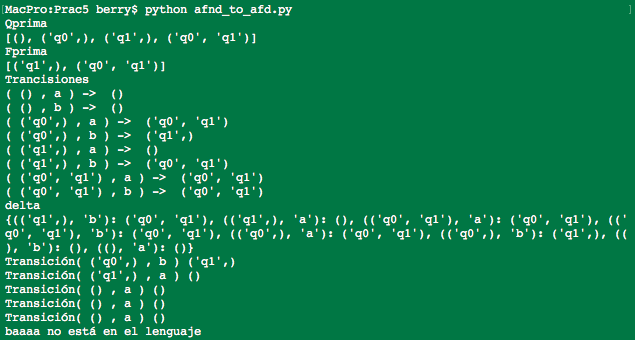 [MacPro:Prac5 berry$ python afnd_to_afd.py ]
Qprima
[(), ('q0',), ('q1',), ('q0', 'q1')]
Fprima
[('q1',), ('q0', 'q1')]
Trancisiones
( () , a ) ->  ()
( () , b ) ->  ()
( ('q0',) , a ) ->  ('q0', 'q1')
( ('q0',) , b ) ->  ('q1',)
( ('q1',) , a ) ->  ()
( ('q1',) , b ) ->  ('q0', 'q1')
( ('q0', 'q1') , a ) ->  ('q0', 'q1')
( ('q0', 'q1') , b ) ->  ('q0', 'q1')
delta
{(('q1',), 'b'): ('q0', 'q1'), (('q1',), 'a'): (), (('q0', 'q1'), 'a'): ('q0', 'q1'), (('
q0', 'q1'), 'b'): ('q0', 'q1'), (('q0',), 'a'): ('q0', 'q1'), (('q0',), 'b'): ('q1',), ((
), 'b'): (), ((), 'a'): ()}
Transición( ('q0',) , b ) ('q1',)
Transición( ('q1',) , a ) ()
Transición( () , a ) ()
Transición( () , a ) ()
Transición( () , a ) ()
baaaa no está en el lenguaje